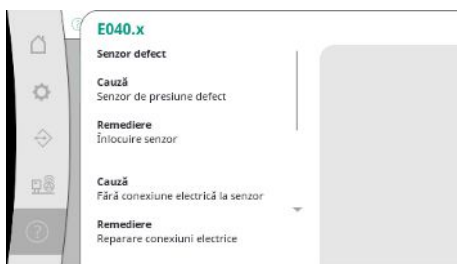 E040.x
Senzor defect
Cauză
Senzor de presiune defect
Remediere
Înlocuire senzor
Cauză
Fără conexiune electrică la senzor
Remediere
Reparare conexiuni electrice